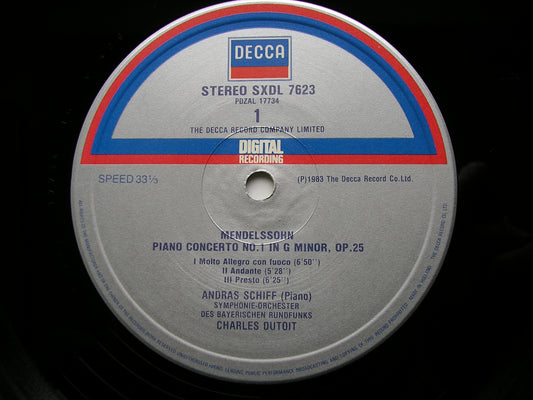 DECCA
STEREO SXDL 7623
PDZAL 17734
1
THE DECCA RECORD COMPANY LIMITED
DIGITAL
RECORDING
SPEED 33⅓
(P)1983 The Decca Record Co.Ltd.
MENDELSSOHN
PIANO CONCERTO NO.1 IN G MINOR, OP.25
I Molto Allegro con fuoco (6'50'')
II Andante (5'28'')
III Presto (6'25'')
ANDRAS SCHIFF (Piano)
SYMPHONIE-ORCHESTER
DES BAYERISCHEN RUNDFUNKS
CHARLES DUTOIT